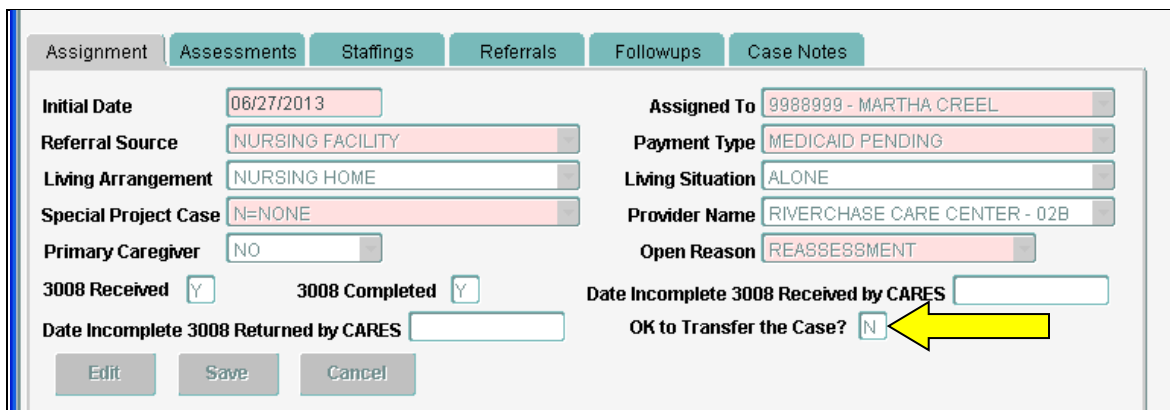 Assignment Assessments Staffings Referrals Followups Case Notes
Initial Date 06/27/2013 Assigned To 9988999 - MARTHA CREEL
Referral Source NURSING FACILITY Payment Type MEDICAID PENDING
Living Arrangement NURSING HOME Living Situation ALONE
Special Project Case N=NONE Provider Name RIVERCHASE CARE CENTER - 02B
Primary Caregiver NO Open Reason REASSESSMENT
3008 Received Y 3008 Completed Y Date Incomplete 3008 Received by CARES
Date Incomplete 3008 Returned by CARES OK to Transfer the Case? N
Edit Save Cancel